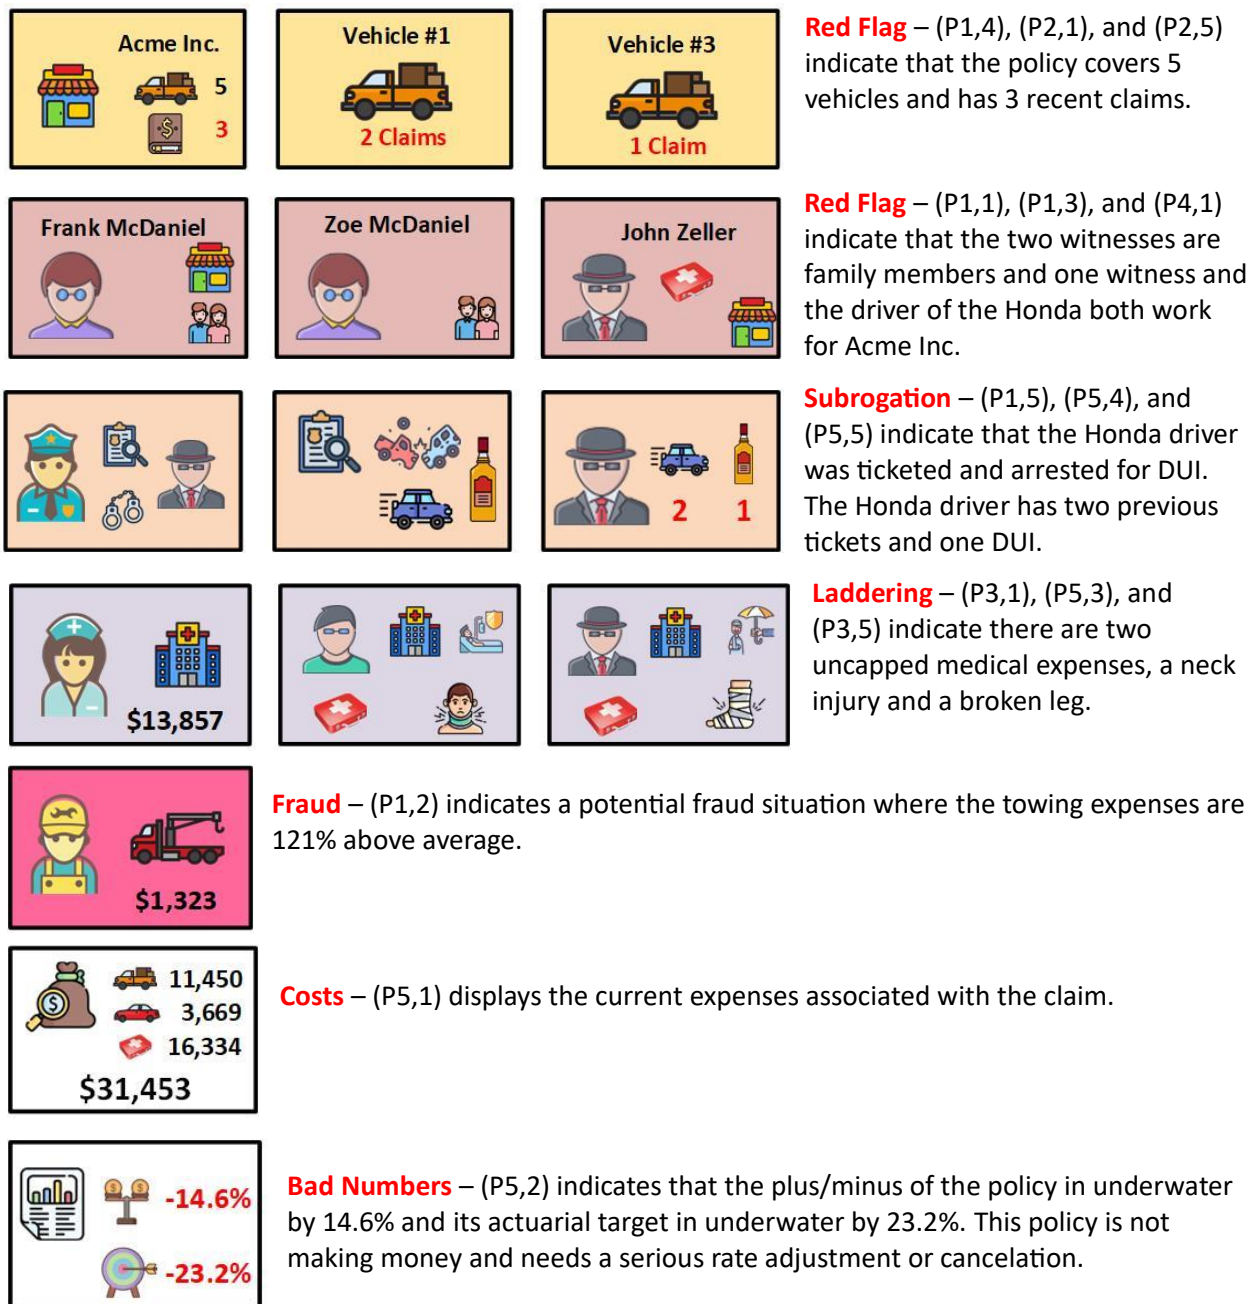 Acme Inc.
5
3
Vehicle #1
2 Claims
Vehicle #3
1 Claim
Red Flag – (P1,4), (P2,1), and (P2,5)
indicate that the policy covers 5
vehicles and has 3 recent claims.
Frank McDaniel
Zoe McDaniel
John Zeller
Red Flag – (P1,1), (P1,3), and (P4,1)
indicate that the two witnesses are
family members and one witness and
the driver of the Honda both work
for Acme Inc.
2 1
Subrogation – (P1,5), (P5,4), and
(P5,5) indicate that the Honda driver
was ticketed and arrested for DUI.
The Honda driver has two previous
tickets and one DUI.
$13,857
Laddering – (P3,1), (P5,3), and
(P3,5) indicate there are two
uncapped medical expenses, a neck
injury and a broken leg.
$1,323
Fraud – (P1,2) indicates a potential fraud situation where the towing expenses are
121% above average.
11,450
3,669
16,334
$31,453
Costs – (P5,1) displays the current expenses associated with the claim.
-14.6%
-23.2%
Bad Numbers – (P5,2) indicates that the plus/minus of the policy in underwater
by 14.6% and its actuarial target in underwater by 23.2%. This policy is not
making money and needs a serious rate adjustment or cancelation.